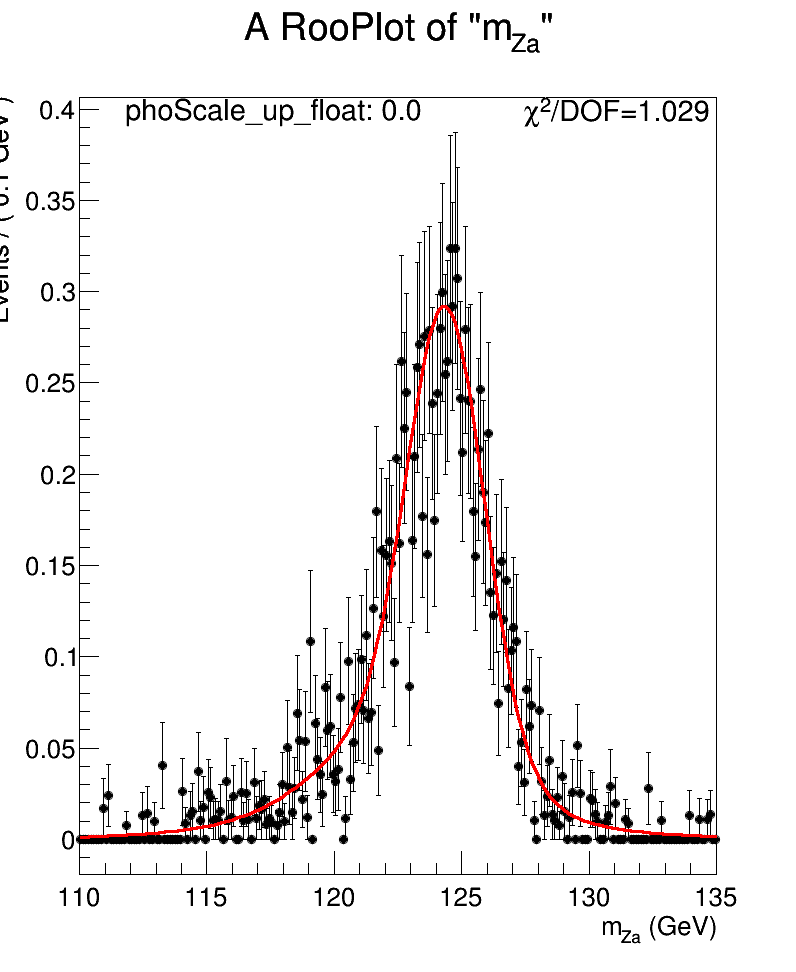 A RooPlot of "m_Za"
phoScale_up_float: 0.0 χ²/DOF=1.029
Events / ( 0.1 GeV )
0.4
0.35
0.3
0.25
0.2
0.15
0.1
0.05
0
110 115 120 125 130 135
m_Za (GeV)